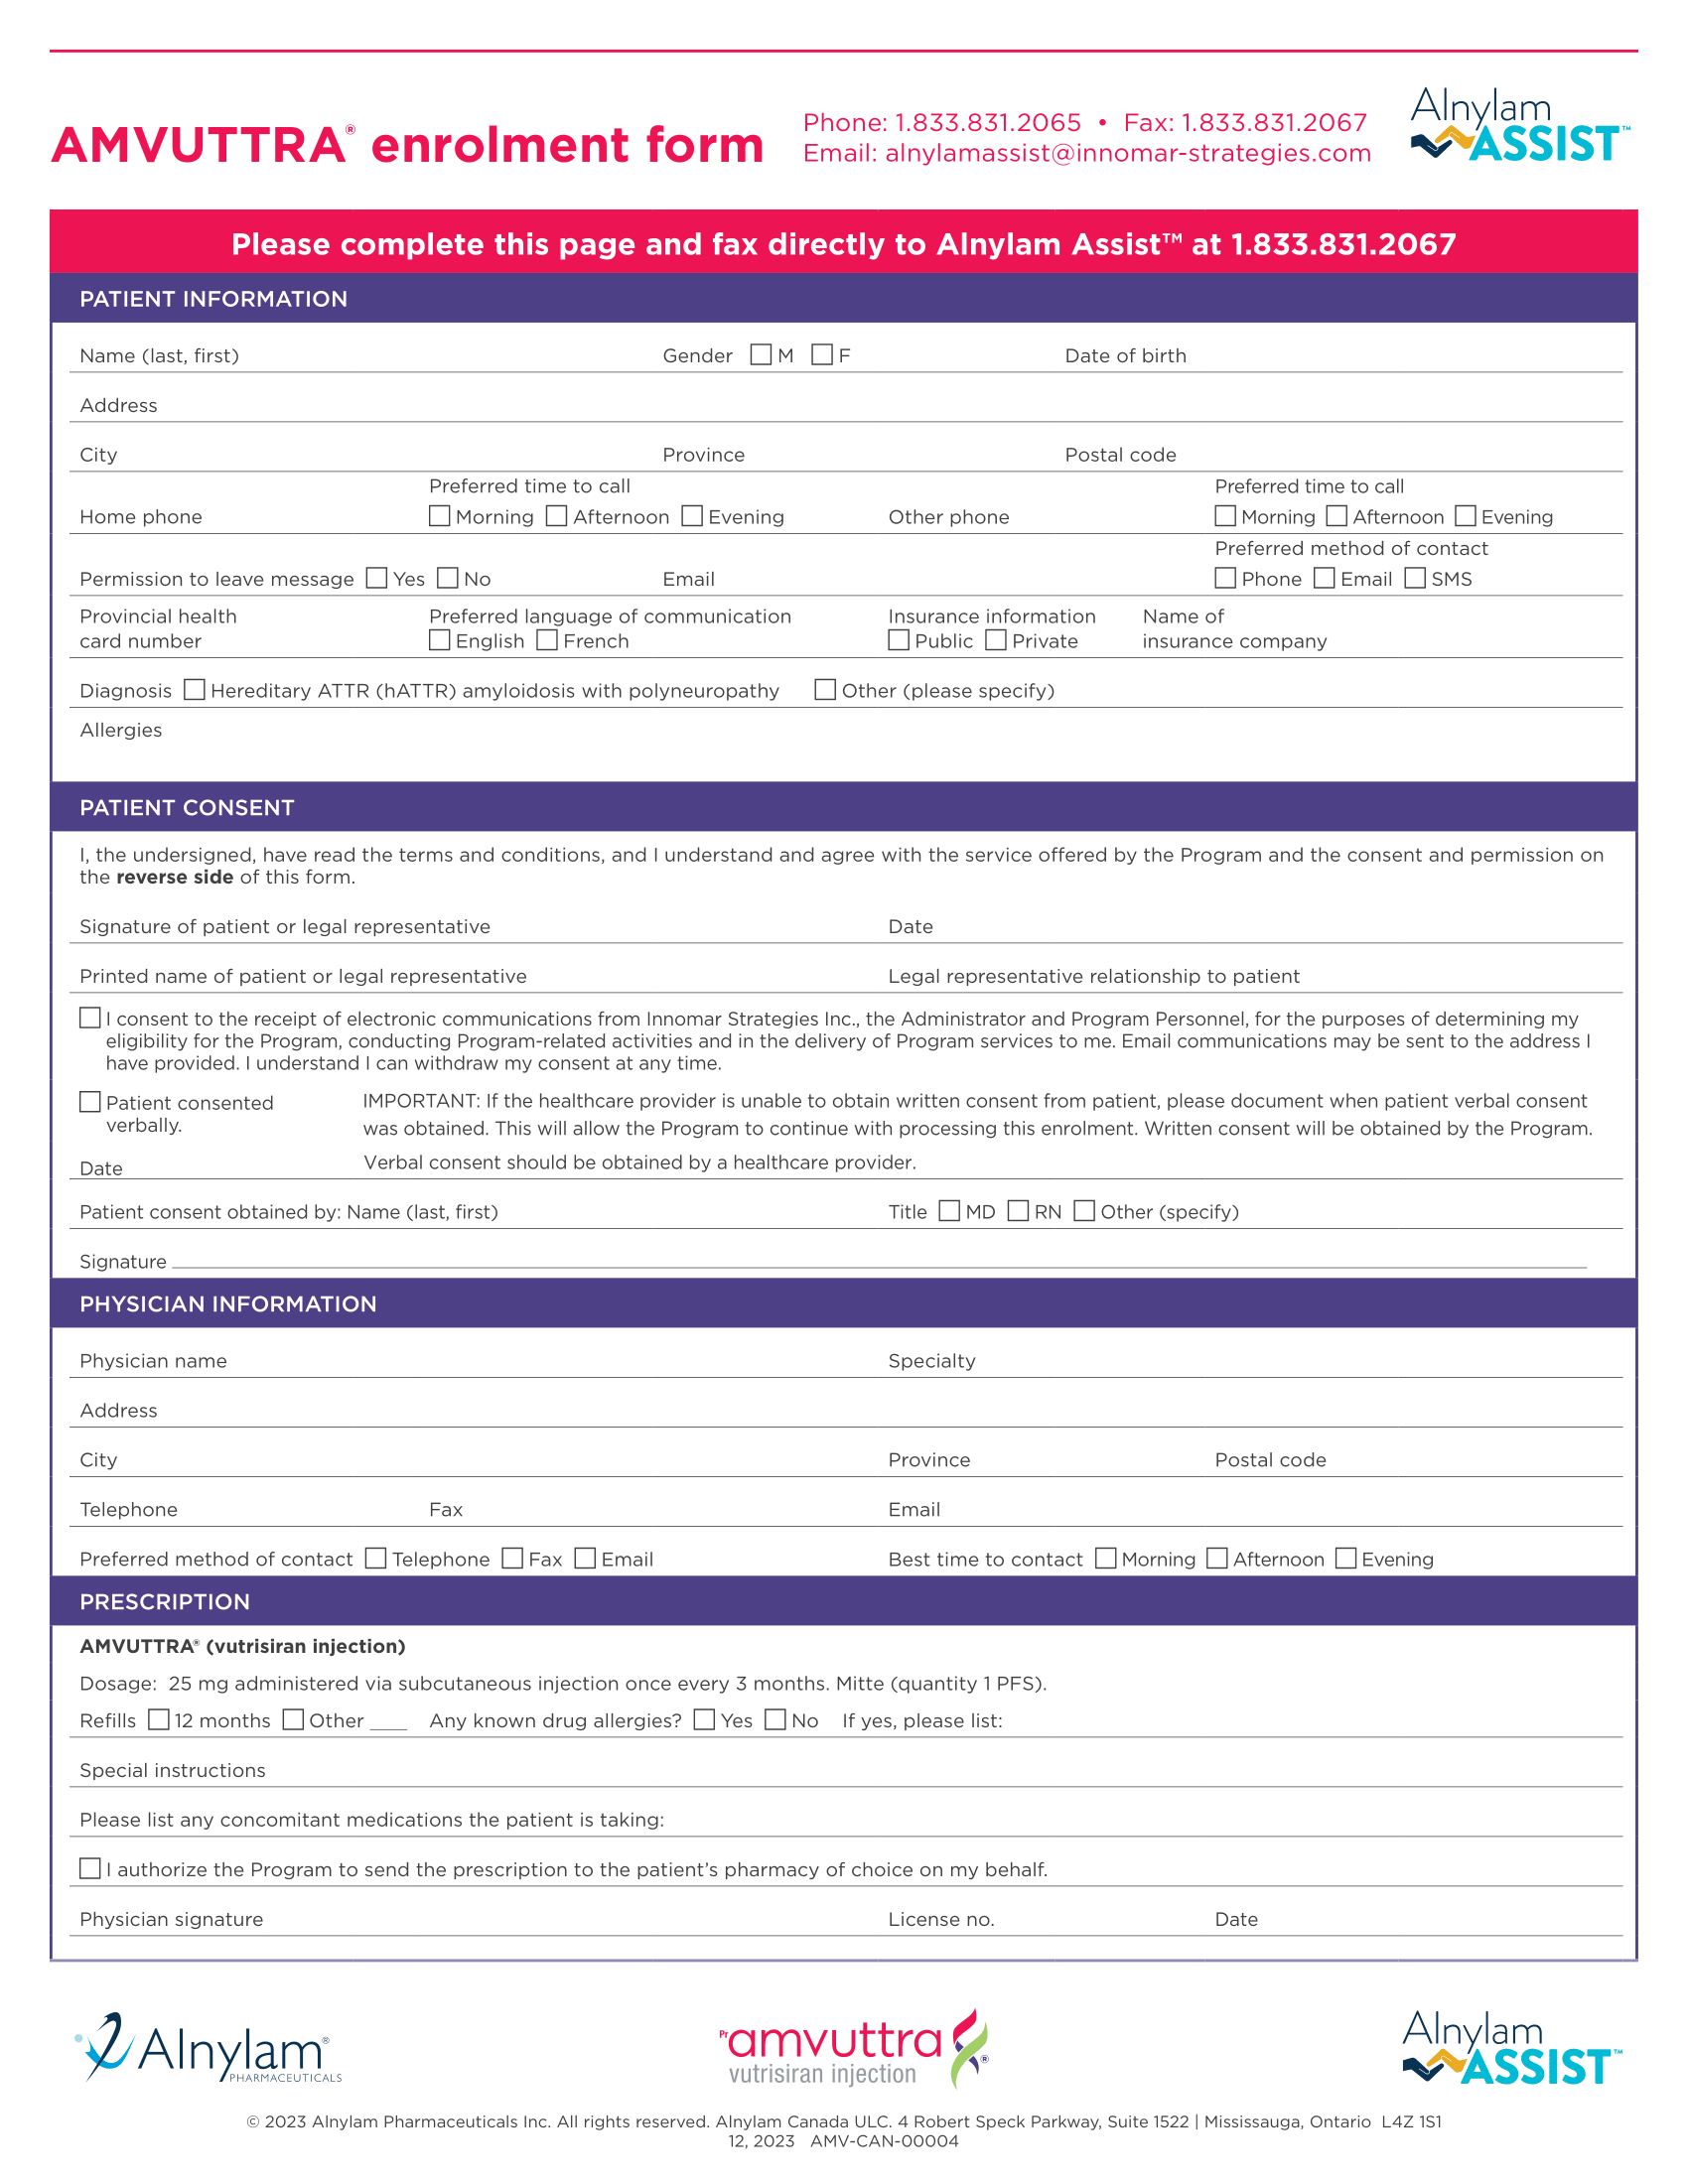 AMVUTTRA® enrolment form
Phone: 1.833.831.2065 • Fax: 1.833.831.2067
Email: alnylamassist@innomar-strategies.com
Alnylam
ASSIST™
Please complete this page and fax directly to Alnylam Assist™ at 1.833.831.2067
PATIENT INFORMATION
Name (last, first) Gender M F Date of birth
Address
City Province Postal code
Preferred time to call Preferred time to call
Home phone Morning Afternoon Evening Other phone Morning Afternoon Evening
Preferred method of contact
Permission to leave message Yes No Email Phone Email SMS
Provincial health Preferred language of communication Insurance information Name of
card number English French Public Private insurance company
Diagnosis Hereditary ATTR (hATTR) amyloidosis with polyneuropathy Other (please specify)
Allergies
PATIENT CONSENT
I, the undersigned, have read the terms and conditions, and I understand and agree with the service offered by the Program and the consent and permission on
the reverse side of this form.
Signature of patient or legal representative Date
Printed name of patient or legal representative Legal representative relationship to patient
I consent to the receipt of electronic communications from Innomar Strategies Inc., the Administrator and Program Personnel, for the purposes of determining my
eligibility for the Program, conducting Program-related activities and in the delivery of Program services to me. Email communications may be sent to the address I
have provided. I understand I can withdraw my consent at any time.
Patient consented IMPORTANT: If the healthcare provider is unable to obtain written consent from patient, please document when patient verbal consent
verbally. was obtained. This will allow the Program to continue with processing this enrolment. Written consent will be obtained by the Program.
Date Verbal consent should be obtained by a healthcare provider.
Patient consent obtained by: Name (last, first) Title MD RN Other (specify)
Signature
PHYSICIAN INFORMATION
Physician name Specialty
Address
City Province Postal code
Telephone Fax Email
Preferred method of contact Telephone Fax Email Best time to contact Morning Afternoon Evening
PRESCRIPTION
AMVUTTRA® (vutrisiran injection)
Dosage: 25 mg administered via subcutaneous injection once every 3 months. Mitte (quantity 1 PFS).
Refills 12 months Other ___ Any known drug allergies? Yes No If yes, please list:
Special instructions
Please list any concomitant medications the patient is taking:
I authorize the Program to send the prescription to the patient's pharmacy of choice on my behalf.
Physician signature License no. Date
Alnylam®
PHARMACEUTICALS
Pr amvuttra®
vutrisiran injection
Alnylam
ASSIST™
© 2023 Alnylam Pharmaceuticals Inc. All rights reserved. Alnylam Canada ULC. 4 Robert Speck Parkway, Suite 1522 | Mississauga, Ontario L4Z 1S1
12, 2023 AMV-CAN-00004